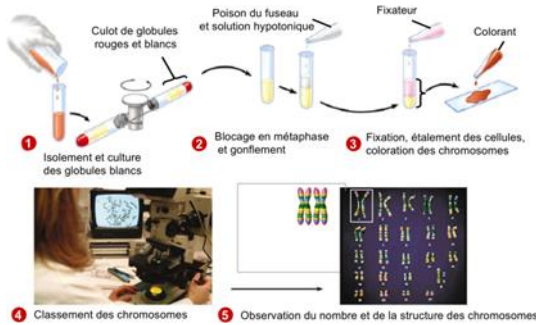 Culot de globules
rouges et blancs
Poison du fuseau et
solution hypotonique
Fixateur
Colorant
1
Isolement et culture
des globules blancs
2
Blocage en métaphase
et gonflement
3
Fixation, étalement des cellules,
coloration des chromosomes
4 Classement des chromosomes
5 Observation du nombre et de la structure des chromosomes